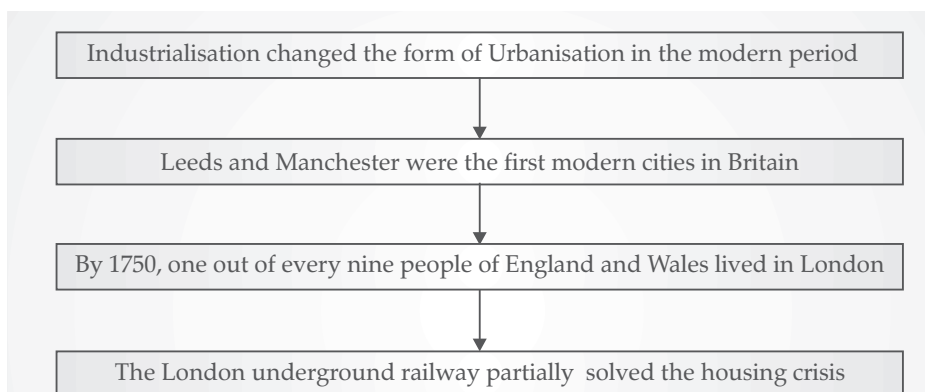 Industrialisation changed the form of Urbanisation in the modern period
Leeds and Manchester were the first modern cities in Britain
By 1750, one out of every nine people of England and Wales lived in London
The London underground railway partially solved the housing crisis